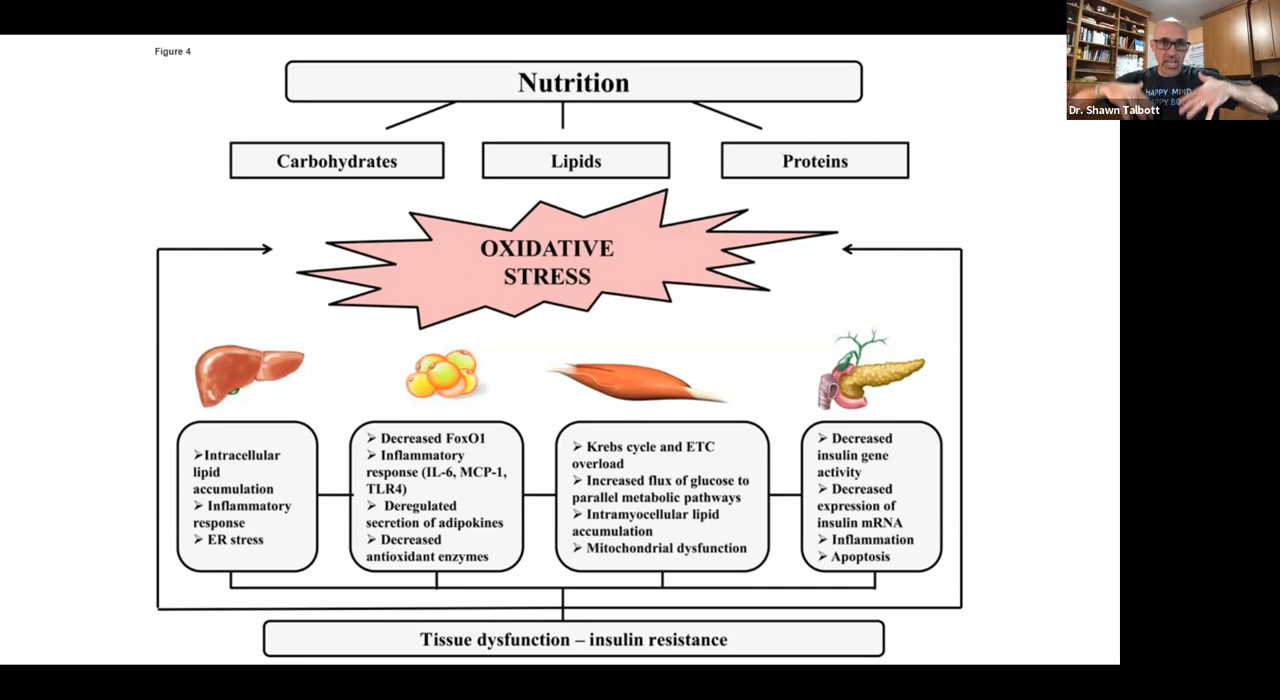 Figure 4
Nutrition
Carbohydrates
Lipids
Proteins
OXIDATIVE
STRESS
➢Intracellular
lipid
accumulation
➢ Inflammatory
response
➢ ER stress
➢ Decreased FoxO1
➢ Inflammatory
response (IL-6, MCP-1,
TLR4)
➢ Deregulated
secretion of adipokines
➢ Decreased
antioxidant enzymes
➢ Krebs cycle and ETC
overload
➢ Increased flux of glucose to
parallel metabolic pathways
➢ Intramyocellular lipid
accumulation
➢ Mitochondrial dysfunction
➢ Decreased
insulin gene
activity
➢ Decreased
expression of
insulin mRNA
➢ Inflammation
➢ Apoptosis
Tissue dysfunction – insulin resistance
HAPPY MIND
Dr. Shawn Talbott